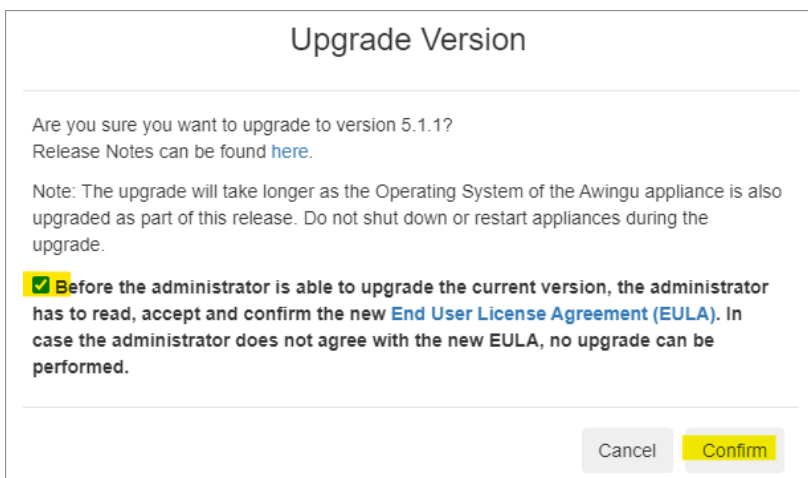 Upgrade Version
Are you sure you want to upgrade to version 5.1.1?
Release Notes can be found here.
Note: The upgrade will take longer as the Operating System of the Awingu appliance is also
upgraded as part of this release. Do not shut down or restart appliances during the
upgrade.
Before the administrator is able to upgrade the current version, the administrator
has to read, accept and confirm the new End User License Agreement (EULA). In
case the administrator does not agree with the new EULA, no upgrade can be
performed.
Cancel Confirm